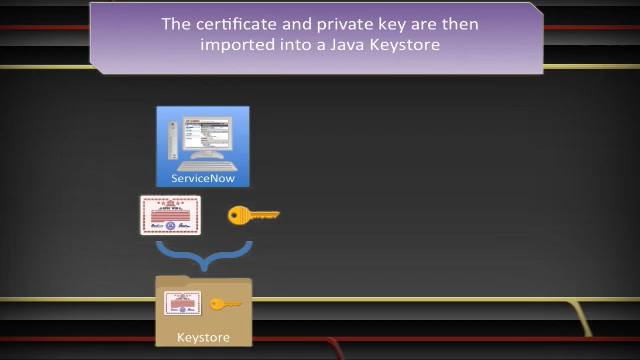 The certificate and private key are then
imported into a Java Keystore
ServiceNow
Keystore